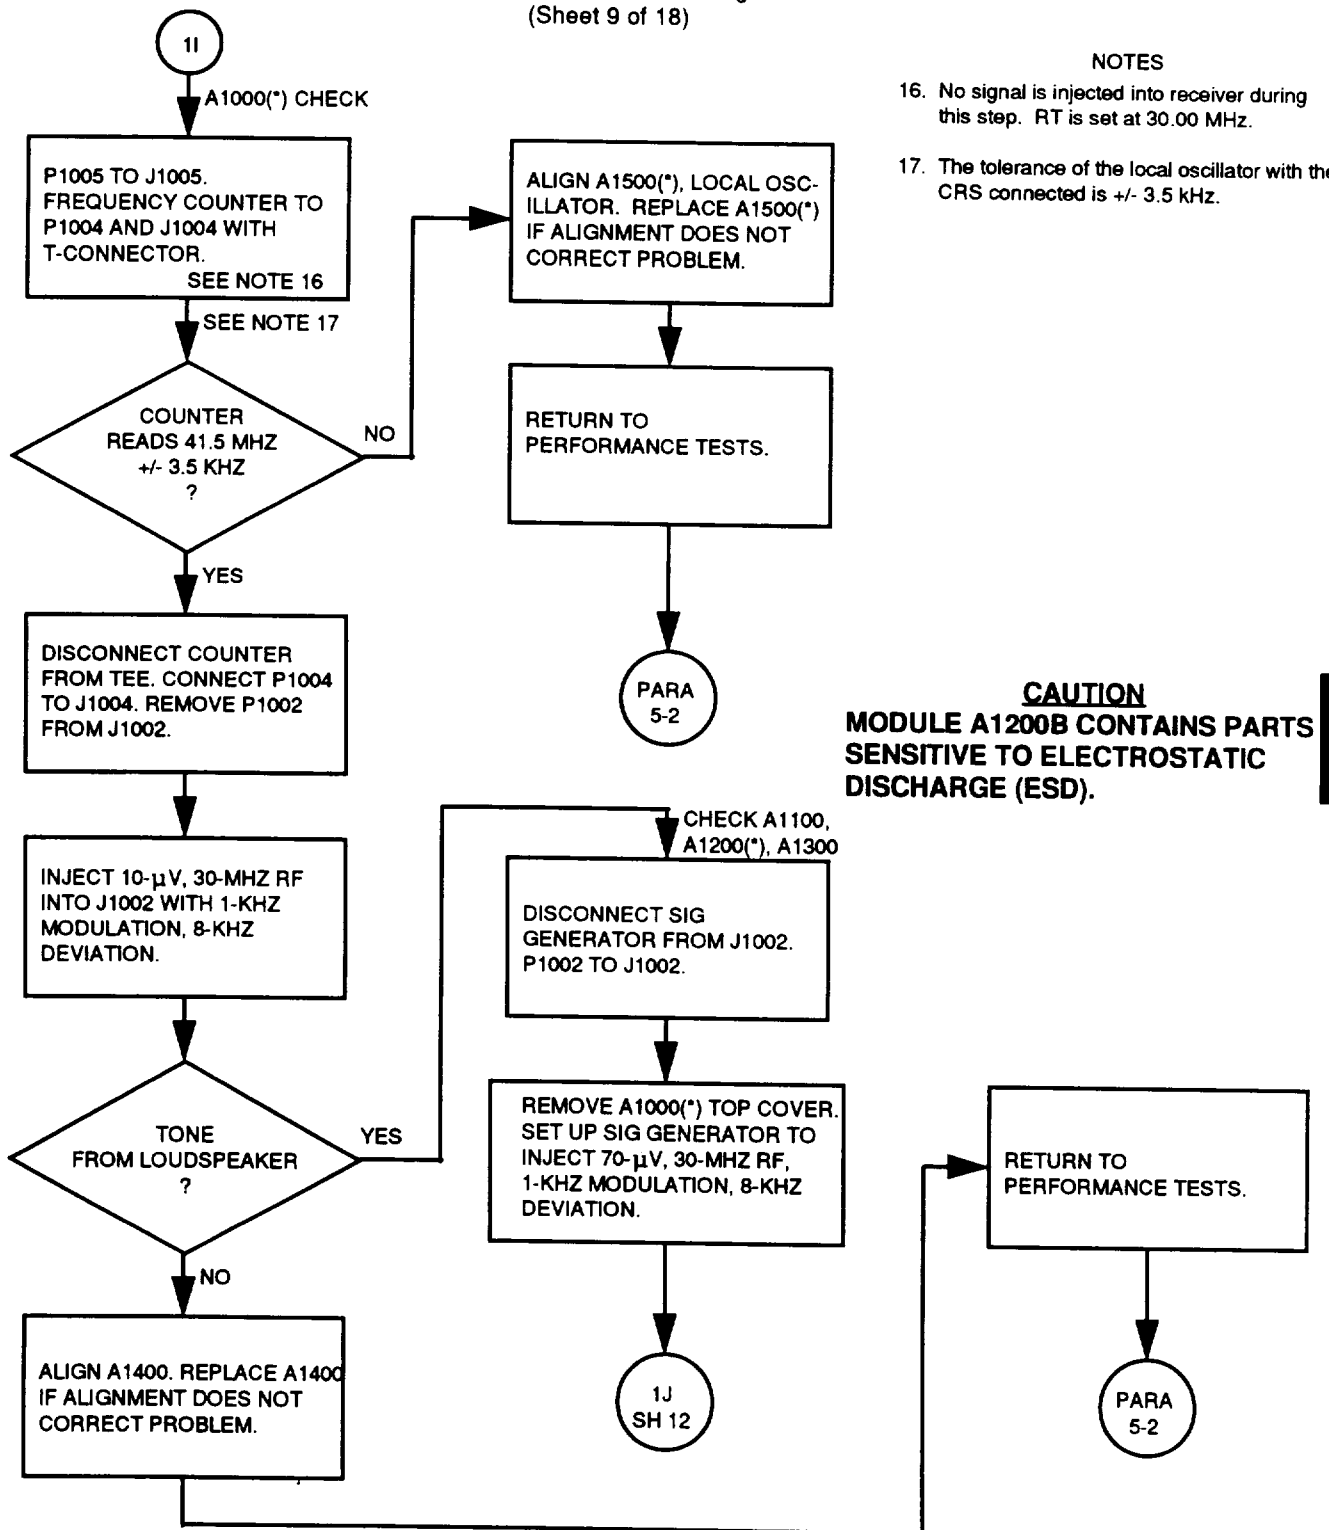 (Sheet 9 of 18)
1I
A1000(*) CHECK
P1005 TO J1005.
FREQUENCY COUNTER TO
P1004 AND J1004 WITH
T-CONNECTOR.
SEE NOTE 16
SEE NOTE 17
COUNTER
READS 41.5 MHZ
+/- 3.5 KHZ
?
NO
YES
ALIGN A1500(*), LOCAL OSC-
ILLATOR. REPLACE A1500(*)
IF ALIGNMENT DOES NOT
CORRECT PROBLEM.
RETURN TO
PERFORMANCE TESTS.
PARA
5-2
NOTES
16. No signal is injected into receiver during
this step. RT is set at 30.00 MHz.
17. The tolerance of the local oscillator with the
CRS connected is +/- 3.5 kHz.
DISCONNECT COUNTER
FROM TEE. CONNECT P1004
TO J1004. REMOVE P1002
FROM J1002.
CAUTION
MODULE A1200B CONTAINS PARTS
SENSITIVE TO ELECTROSTATIC
DISCHARGE (ESD).
INJECT 10-µV, 30-MHZ RF
INTO J1002 WITH 1-KHZ
MODULATION, 8-KHZ
DEVIATION.
TONE
FROM LOUDSPEAKER
?
YES
NO
CHECK A1100,
A1200(*), A1300
DISCONNECT SIG
GENERATOR FROM J1002.
P1002 TO J1002.
REMOVE A1000(*) TOP COVER.
SET UP SIG GENERATOR TO
INJECT 70-µV, 30-MHZ RF,
1-KHZ MODULATION, 8-KHZ
DEVIATION.
1J
SH 12
ALIGN A1400. REPLACE A1400
IF ALIGNMENT DOES NOT
CORRECT PROBLEM.
RETURN TO
PERFORMANCE TESTS.
PARA
5-2